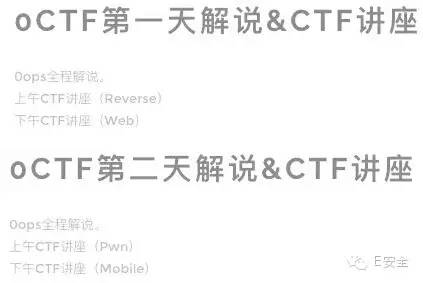 0CTF第一天解说&CTF讲座
0ops全程解说。
上午CTF讲座（Reverse）
下午CTF讲座（Web）
0CTF第二天解说&CTF讲座
0ops全程解说。
上午CTF讲座（Pwn）
下午CTF讲座（Mobile）
E安全